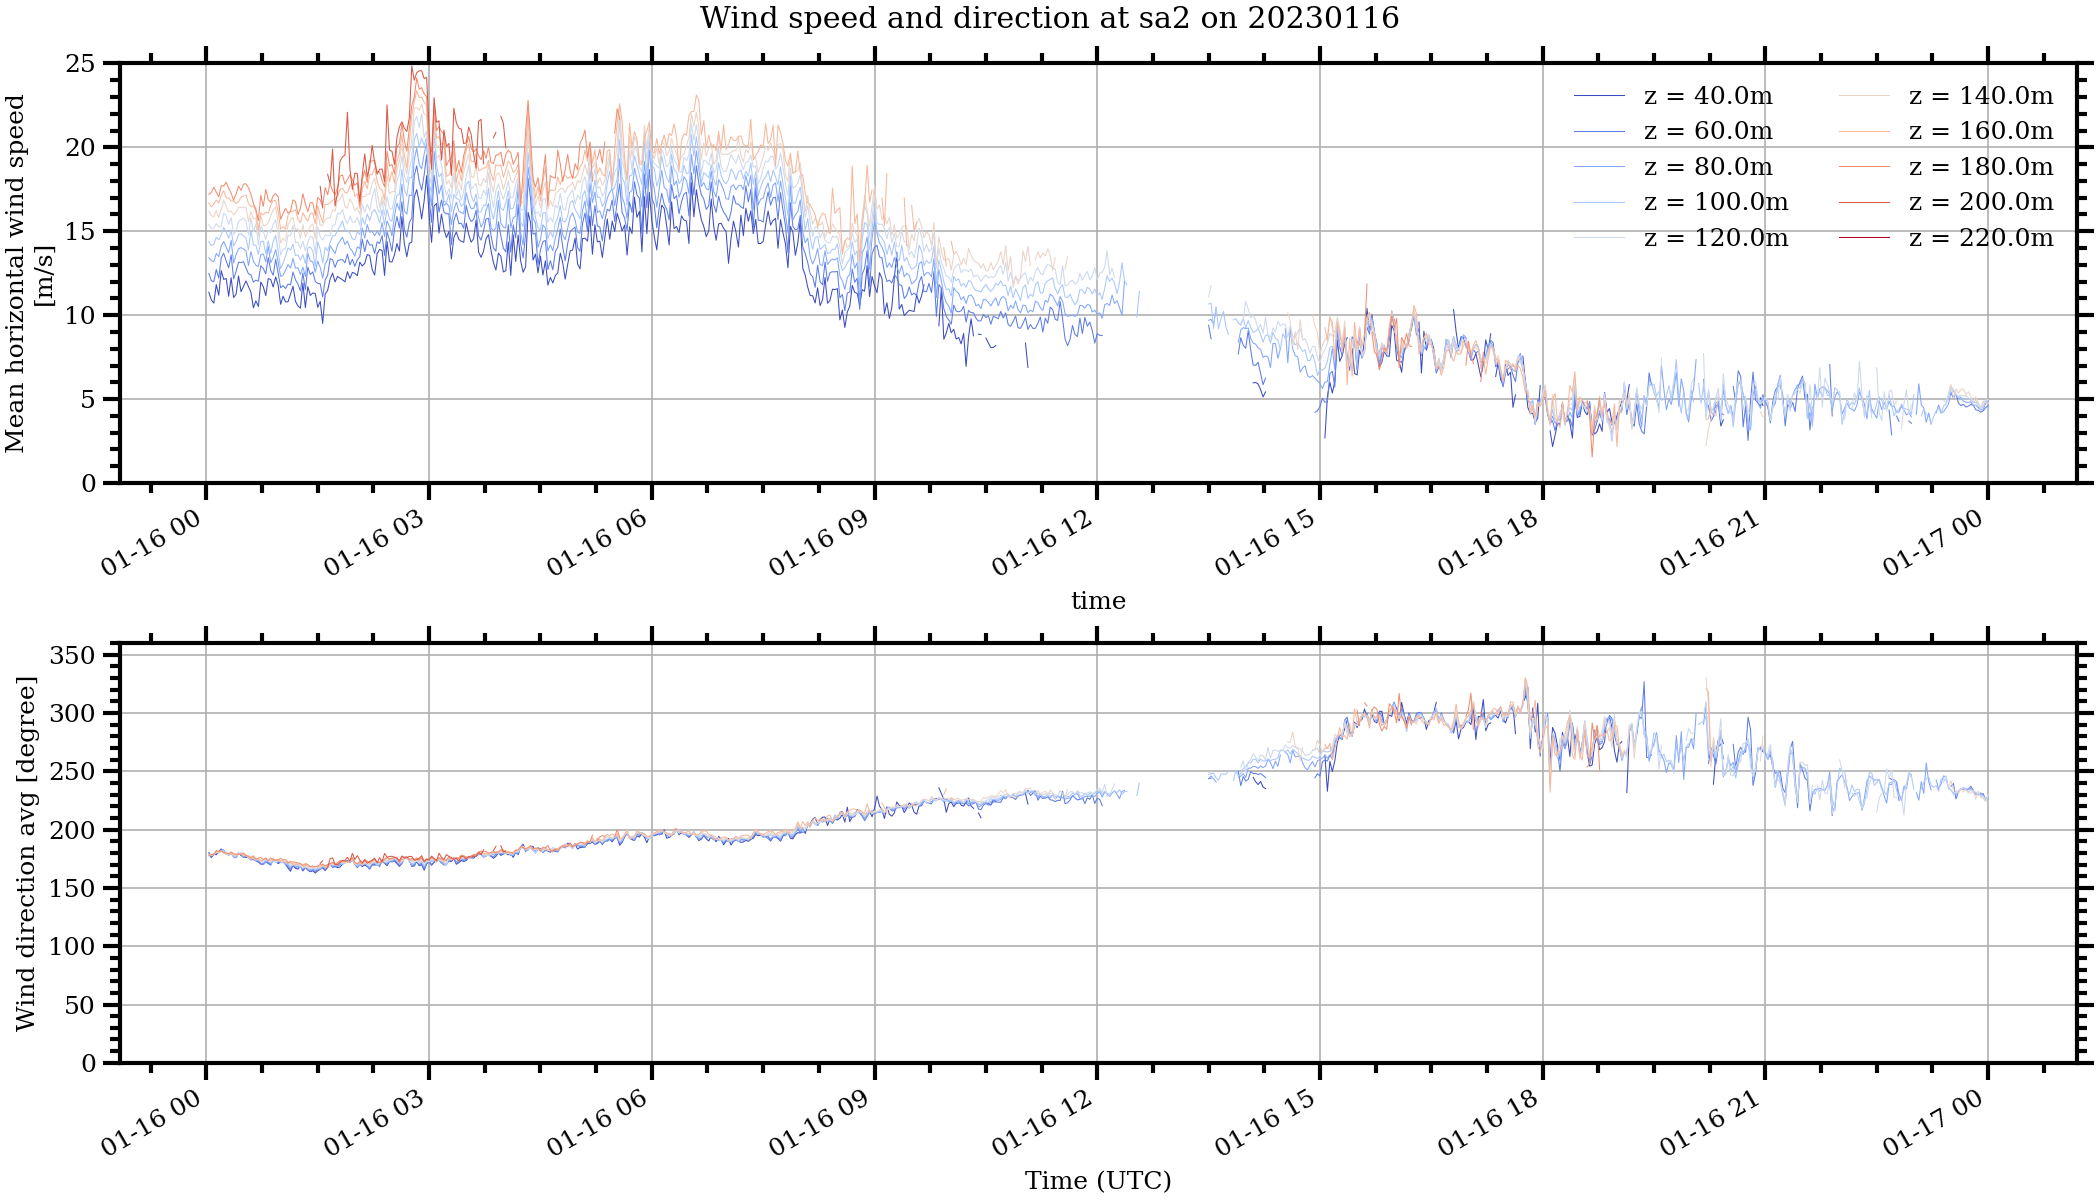 Wind speed and direction at sa2 on 20230116
Mean horizontal wind speed
[m/s]
25
20
15
10
5
0
z = 40.0m
z = 60.0m
z = 80.0m
z = 100.0m
z = 120.0m
z = 140.0m
z = 160.0m
z = 180.0m
z = 200.0m
z = 220.0m
01-16 00
01-16 03
01-16 06
01-16 09
01-16 12
01-16 15
01-16 18
01-16 21
01-17 00
time
Wind direction avg [degree]
350
300
250
200
150
100
50
0
01-16 00
01-16 03
01-16 06
01-16 09
01-16 12
01-16 15
01-16 18
01-16 21
01-17 00
Time (UTC)